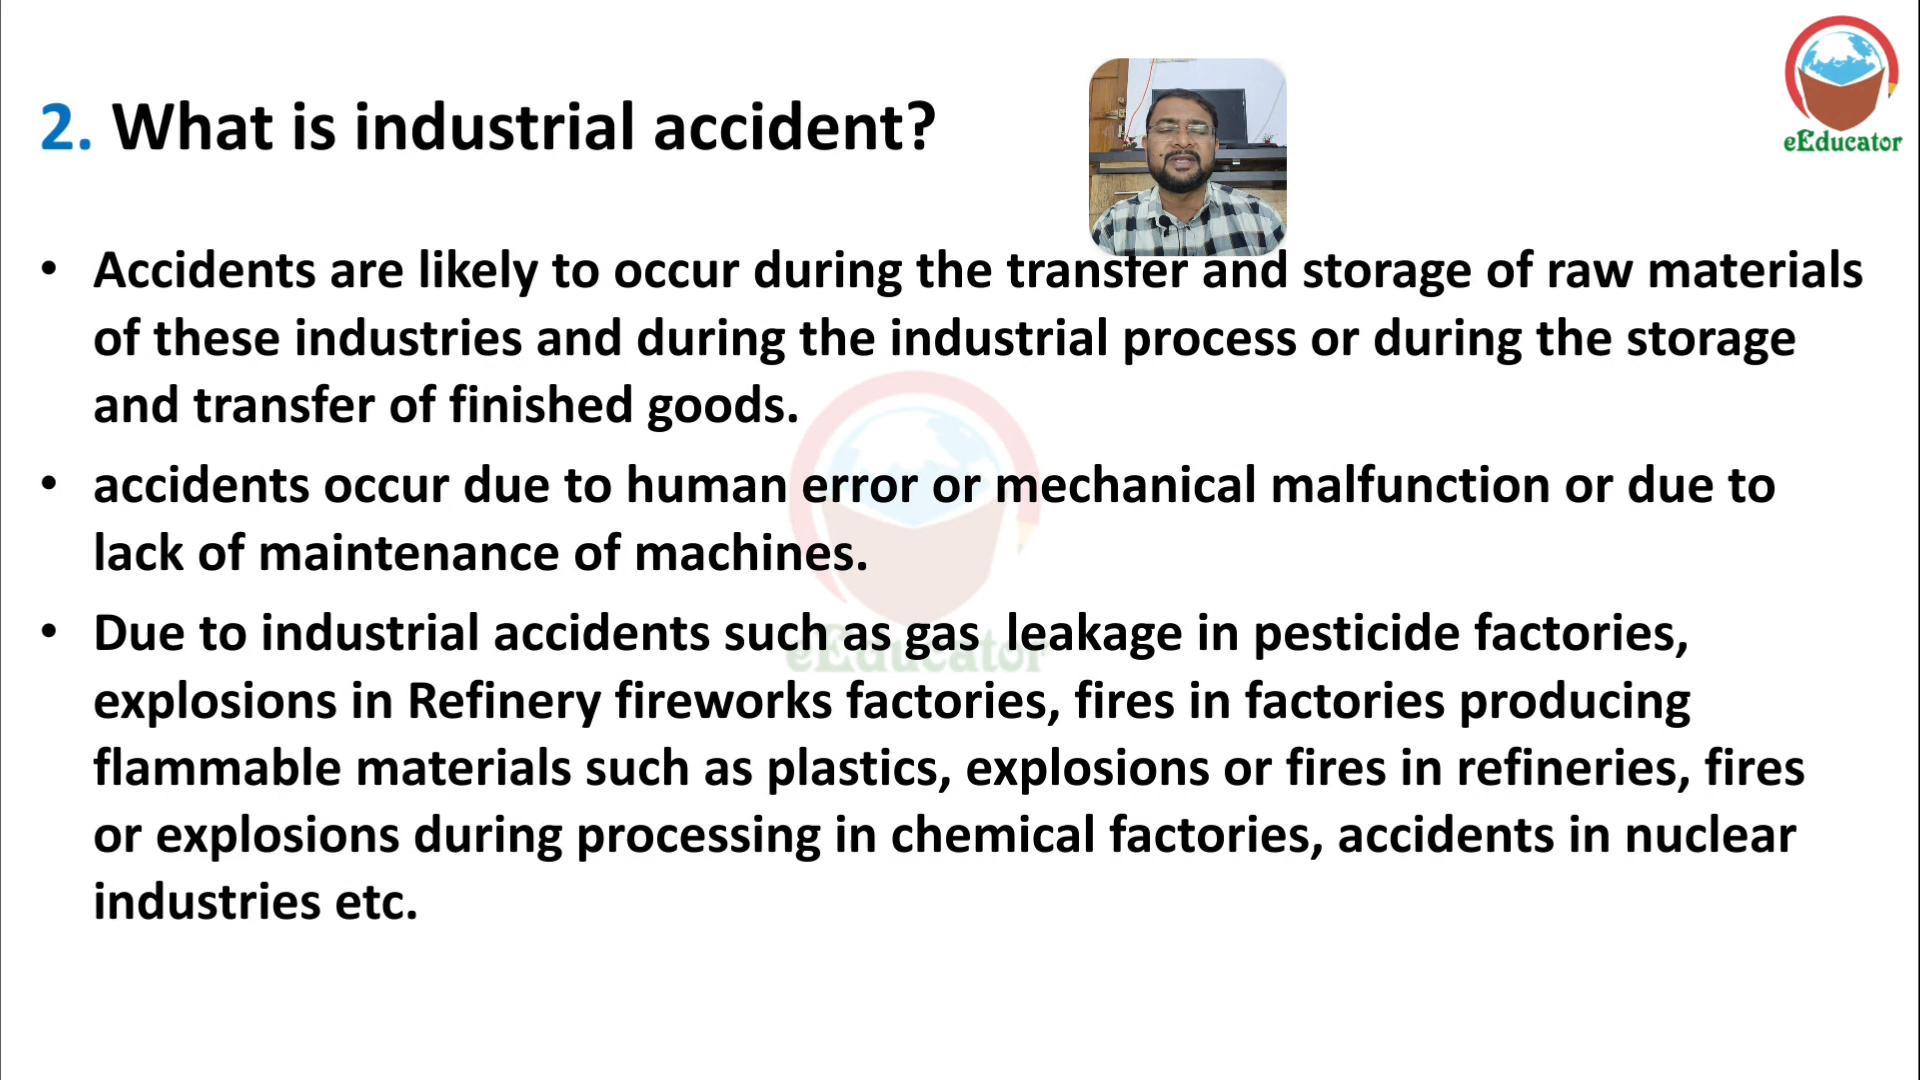 2. What is industrial accident?
eEducator
• Accidents are likely to occur during the transfer and storage of raw materials
of these industries and during the industrial process or during the storage
and transfer of finished goods.
• accidents occur due to human error or mechanical malfunction or due to
lack of maintenance of machines.
• Due to industrial accidents such as gas  leakage in pesticide factories,
eEducator
explosions in Refinery fireworks factories, fires in factories producing
flammable materials such as plastics, explosions or fires in refineries, fires
or explosions during processing in chemical factories, accidents in nuclear
industries etc.